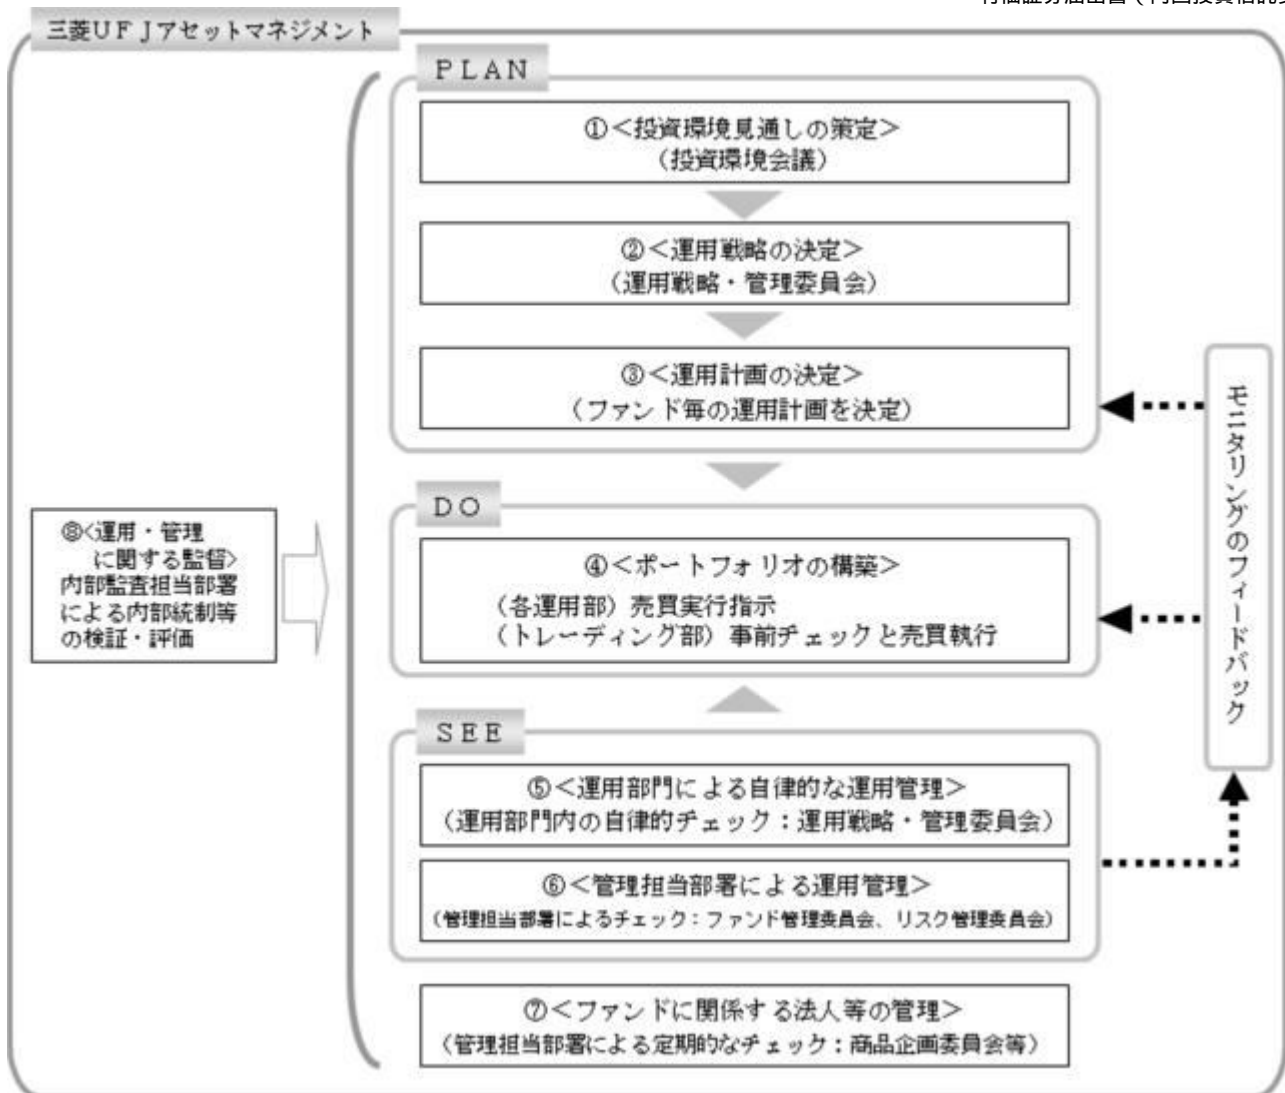 三菱UFJアセットマネジメント
PLAN
①<投資環境見通しの策定>
(投資環境会議)
②<運用戦略の決定>
(運用戦略・管理委員会)
③<運用計画の決定>
(ファンド毎の運用計画を決定)
DO
④<ポートフォリオの構築>
(各運用部)売買実行指示
(トレーディング部)事前チェックと売買執行
SEE
⑤<運用部門による自律的な運用管理>
(運用部門内の自律的チェック:運用戦略・管理委員会)
⑥<管理担当部署による運用管理>
(管理担当部署によるチェック:ファンド管理委員会、リスク管理委員会)
⑦<ファンドに関係する法人等の管理>
(管理担当部署による定期的なチェック:商品企画委員会等)
⑧<運用・管理
に関する監督>
内部監査担当部署
による内部統制等
の検証・評価
モニタリングのフィードバック